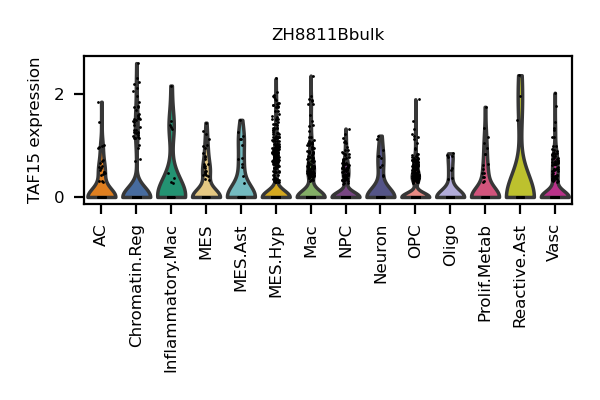 ZH8811Bbulk
TAF15 expression
2
0
AC
Chromatin.Reg
Inflammatory.Mac
MES
MES.Ast
MES.Hyp
Mac
NPC
Neuron
OPC
Oligo
Prolif.Metab
Reactive.Ast
Vasc